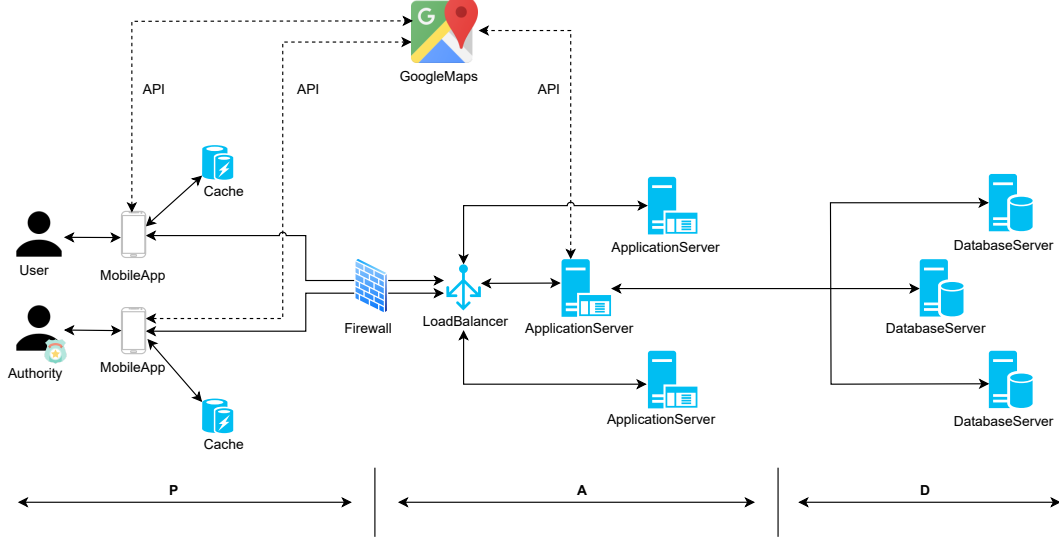 G
GoogleMaps
API
API
API
Cache
User
MobileApp
ApplicationServer
DatabaseServer
Firewall
LoadBalancer
ApplicationServer
DatabaseServer
Authority
MobileApp
Cache
ApplicationServer
DatabaseServer
P
A
D